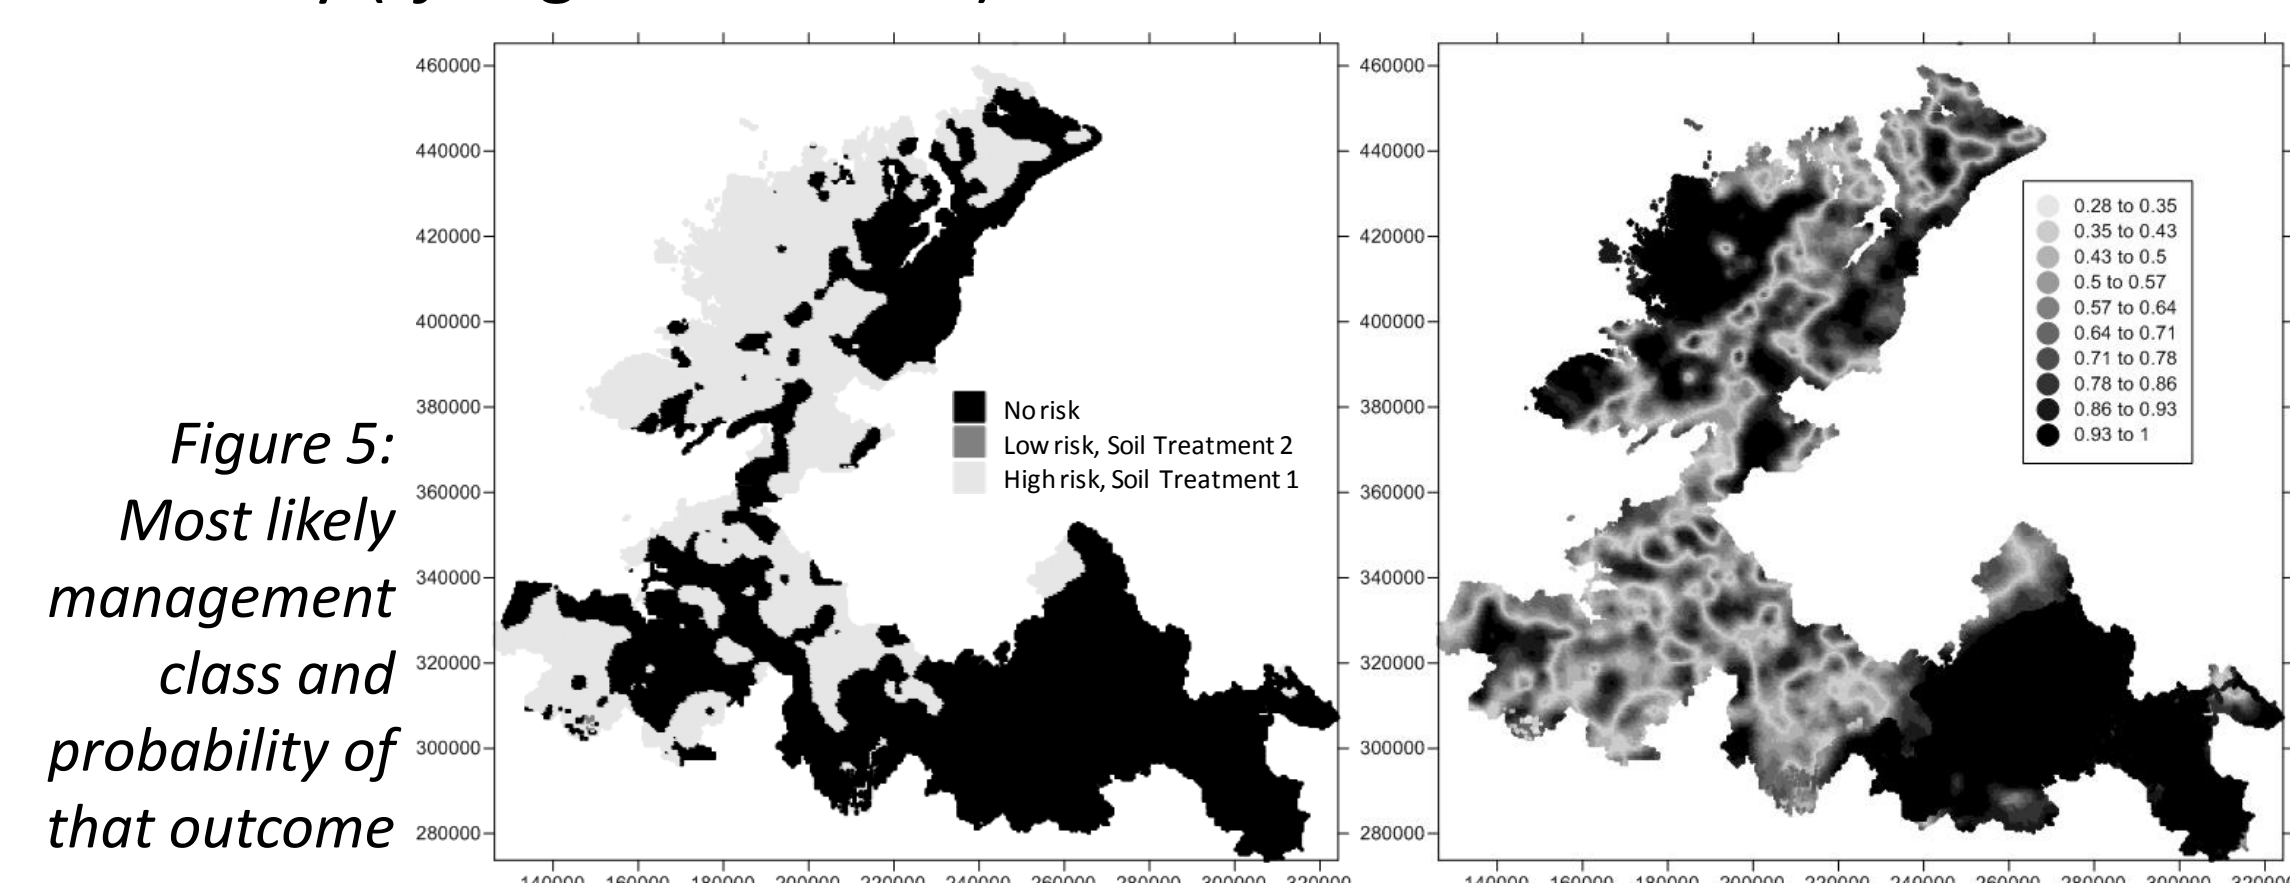 Figure 5:
Most likely
management
class and
probability of
that outcome
460000
440000
420000
400000
380000
360000
340000
320000
300000
280000
No risk
Low risk, Soil Treatment 2
High risk, Soil Treatment 1
140000 160000 180000 200000 220000 240000 260000 280000 300000 320000
460000
440000
420000
400000
380000
360000
340000
320000
300000
280000
0.28 to 0.35
0.35 to 0.43
0.43 to 0.5
0.5 to 0.57
0.57 to 0.64
0.64 to 0.71
0.71 to 0.78
0.78 to 0.86
0.86 to 0.93
0.93 to 1
140000 160000 180000 200000 220000 240000 260000 280000 300000